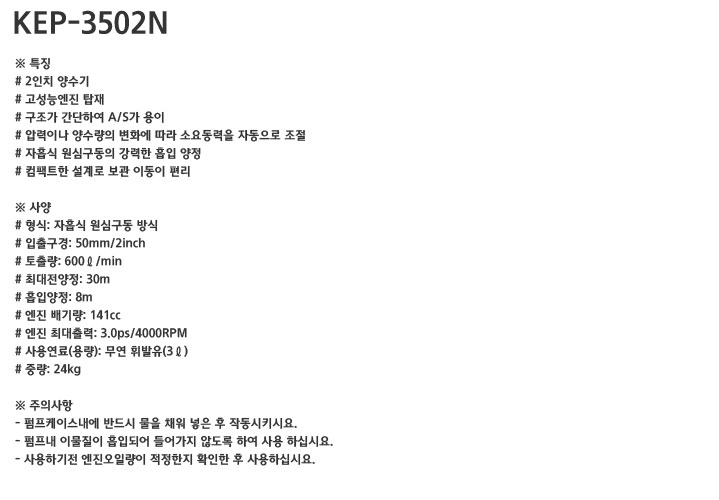 KEP-3502N
※ 특징
# 2인치 양수기
# 고성능엔진 탑재
# 구조가 간단하여 A/S가 용이
# 압력이나 양수량의 변화에 따라 소요동력을 자동으로 조절
# 자흡식 원심구동의 강력한 흡입 양정
# 컴팩트한 설계로 보관 이동이 편리
※ 사양
# 형식: 자흡식 원심구동 방식
# 입출구경: 50mm/2inch
# 토출량: 600ℓ/min
# 최대전양정: 30m
# 흡입양정: 8m
# 엔진 배기량: 141cc
# 엔진 최대출력: 3.0ps/4000RPM
# 사용연료(용량): 무연 휘발유(3ℓ)
# 중량: 24kg
※ 주의사항
- 펌프케이스내에 반드시 물을 채워 넣은 후 작동시키시요.
- 펌프내 이물질이 흡입되어 들어가지 않도록 하여 사용 하십시요.
- 사용하기전 엔진오일량이 적정한지 확인한 후 사용하십시요.